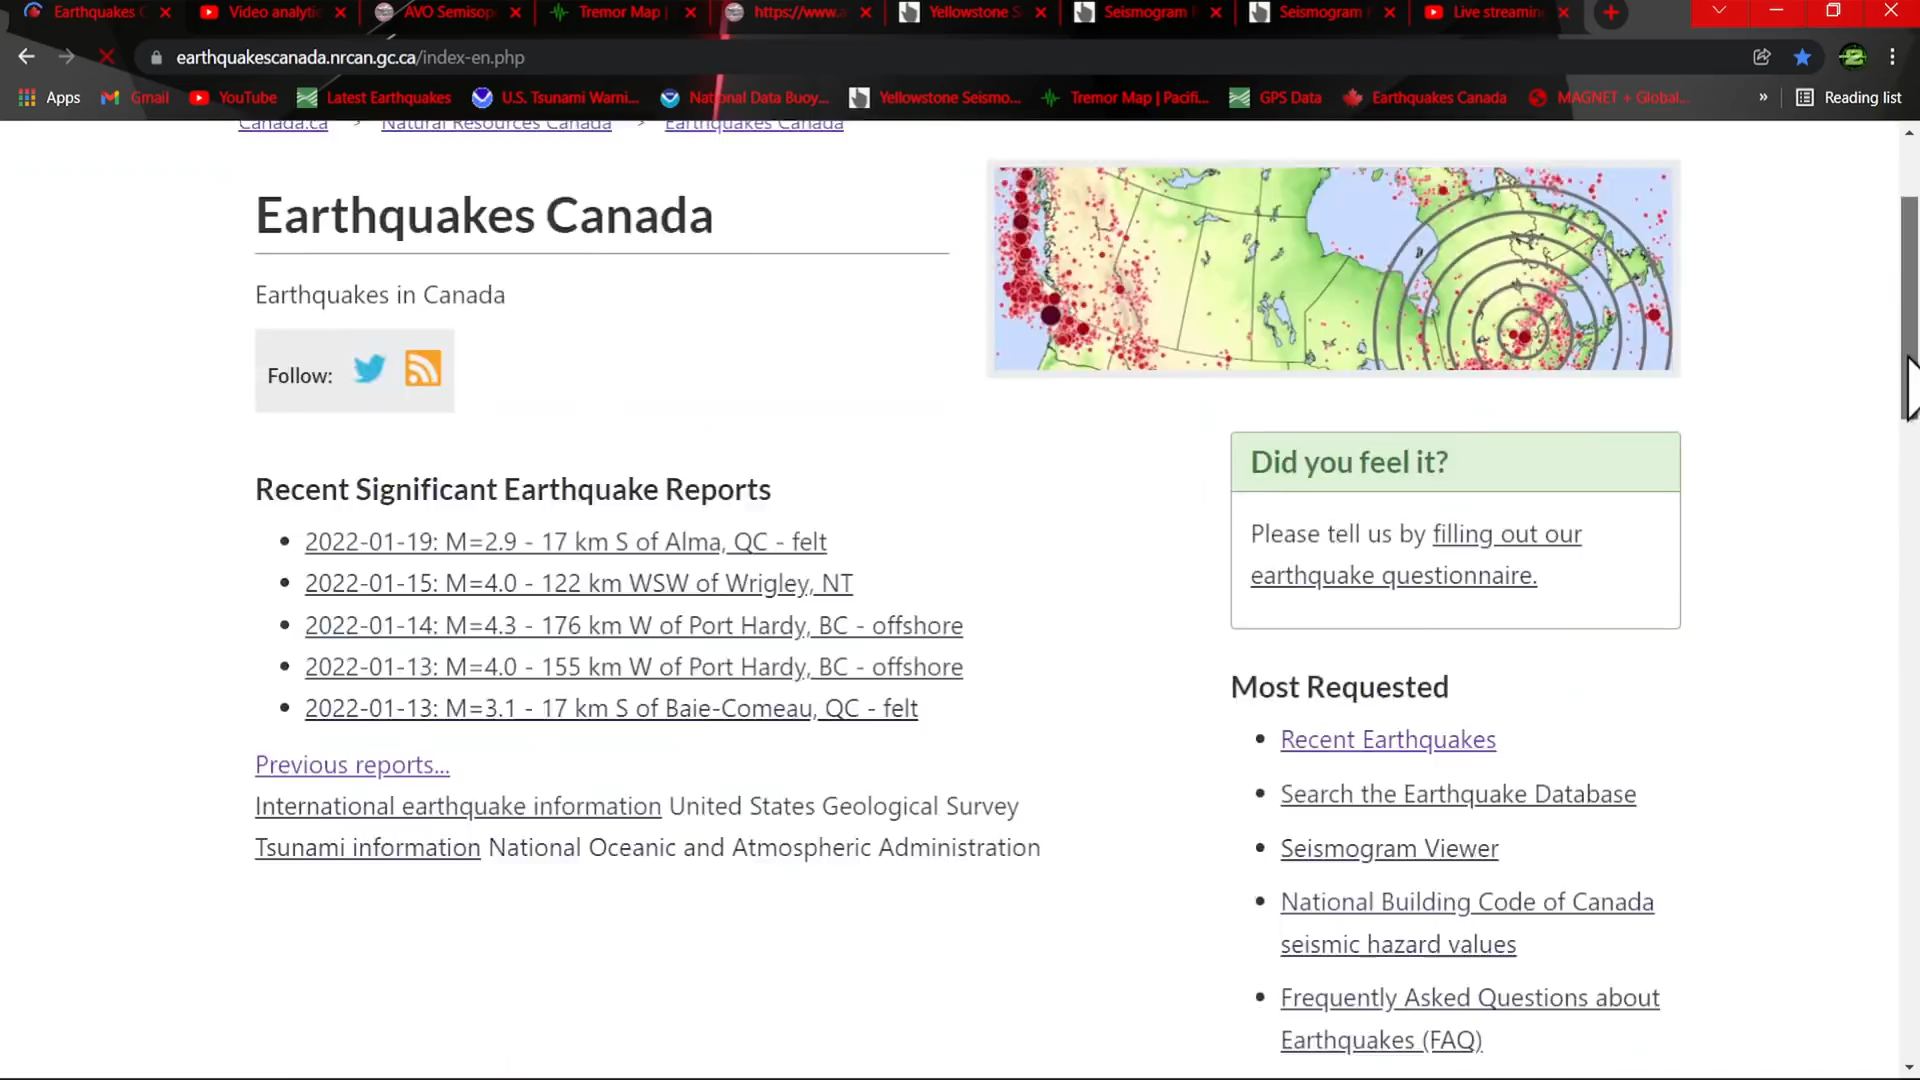 Earthquakes C
Video analytic
AVO Semisop
Tremor Map |
https://www.a
Yellowstone S
Seismogram
Seismogram
Live streamin
earthquakescanada.nrcan.gc.ca/index-en.php
Apps
Gmail
YouTube
Latest Earthquakes
U.S. Tsunami Warni...
National Data Buoy...
Yellowstone Seismo...
Tremor Map | Pacifi...
GPS Data
Earthquakes Canada
MAGNET + Global...
»
Reading list
Canada.ca > Natural Resources Canada > Earthquakes Canada
Earthquakes Canada
Earthquakes in Canada
Follow:
Recent Significant Earthquake Reports
• 2022-01-19: M=2.9 - 17 km S of Alma, QC - felt
• 2022-01-15: M=4.0 - 122 km WSW of Wrigley, NT
• 2022-01-14: M=4.3 - 176 km W of Port Hardy, BC - offshore
• 2022-01-13: M=4.0 - 155 km W of Port Hardy, BC - offshore
• 2022-01-13: M=3.1 - 17 km S of Baie-Comeau, QC - felt
Previous reports...
International earthquake information United States Geological Survey
Tsunami information National Oceanic and Atmospheric Administration
Did you feel it?
Please tell us by filling out our
earthquake questionnaire.
Most Requested
• Recent Earthquakes
• Search the Earthquake Database
• Seismogram Viewer
• National Building Code of Canada
seismic hazard values
• Frequently Asked Questions about
Earthquakes (FAQ)